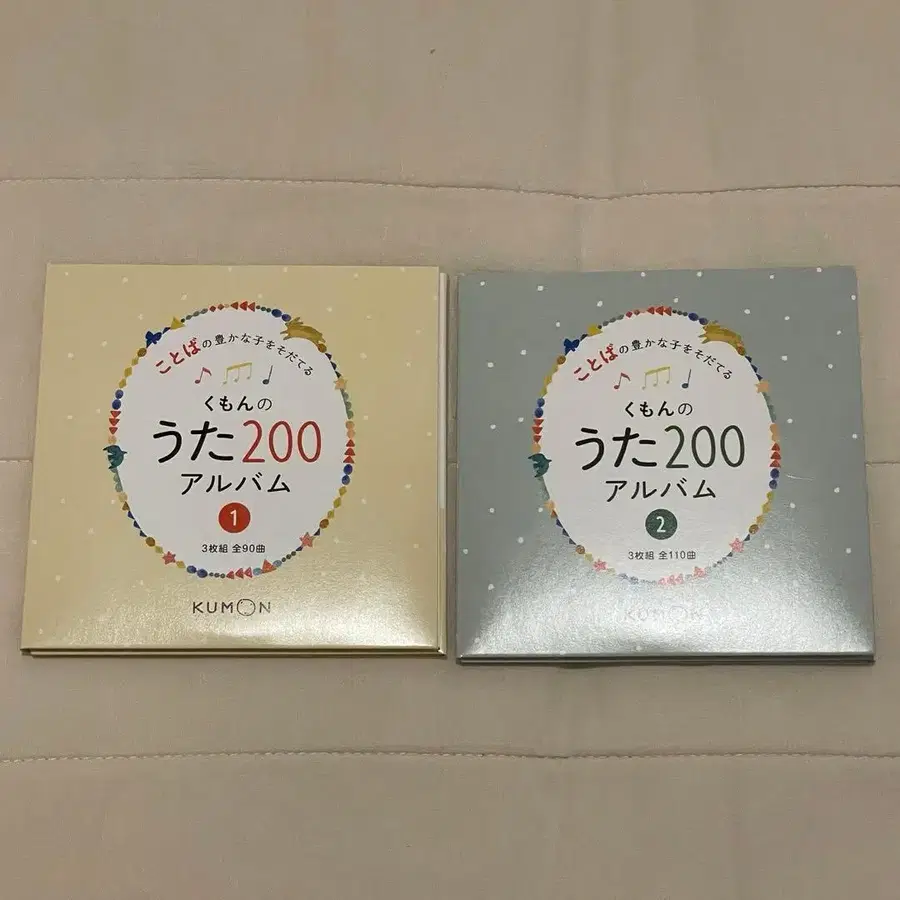 ことばの豊かな子をそだてる
くもんの
うた200
アルバム
1
3枚組 全90曲
KUMON
ことばの豊かな子をそだてる
くもんの
うた200
アルバム
2
3枚組 全110曲
KUMON